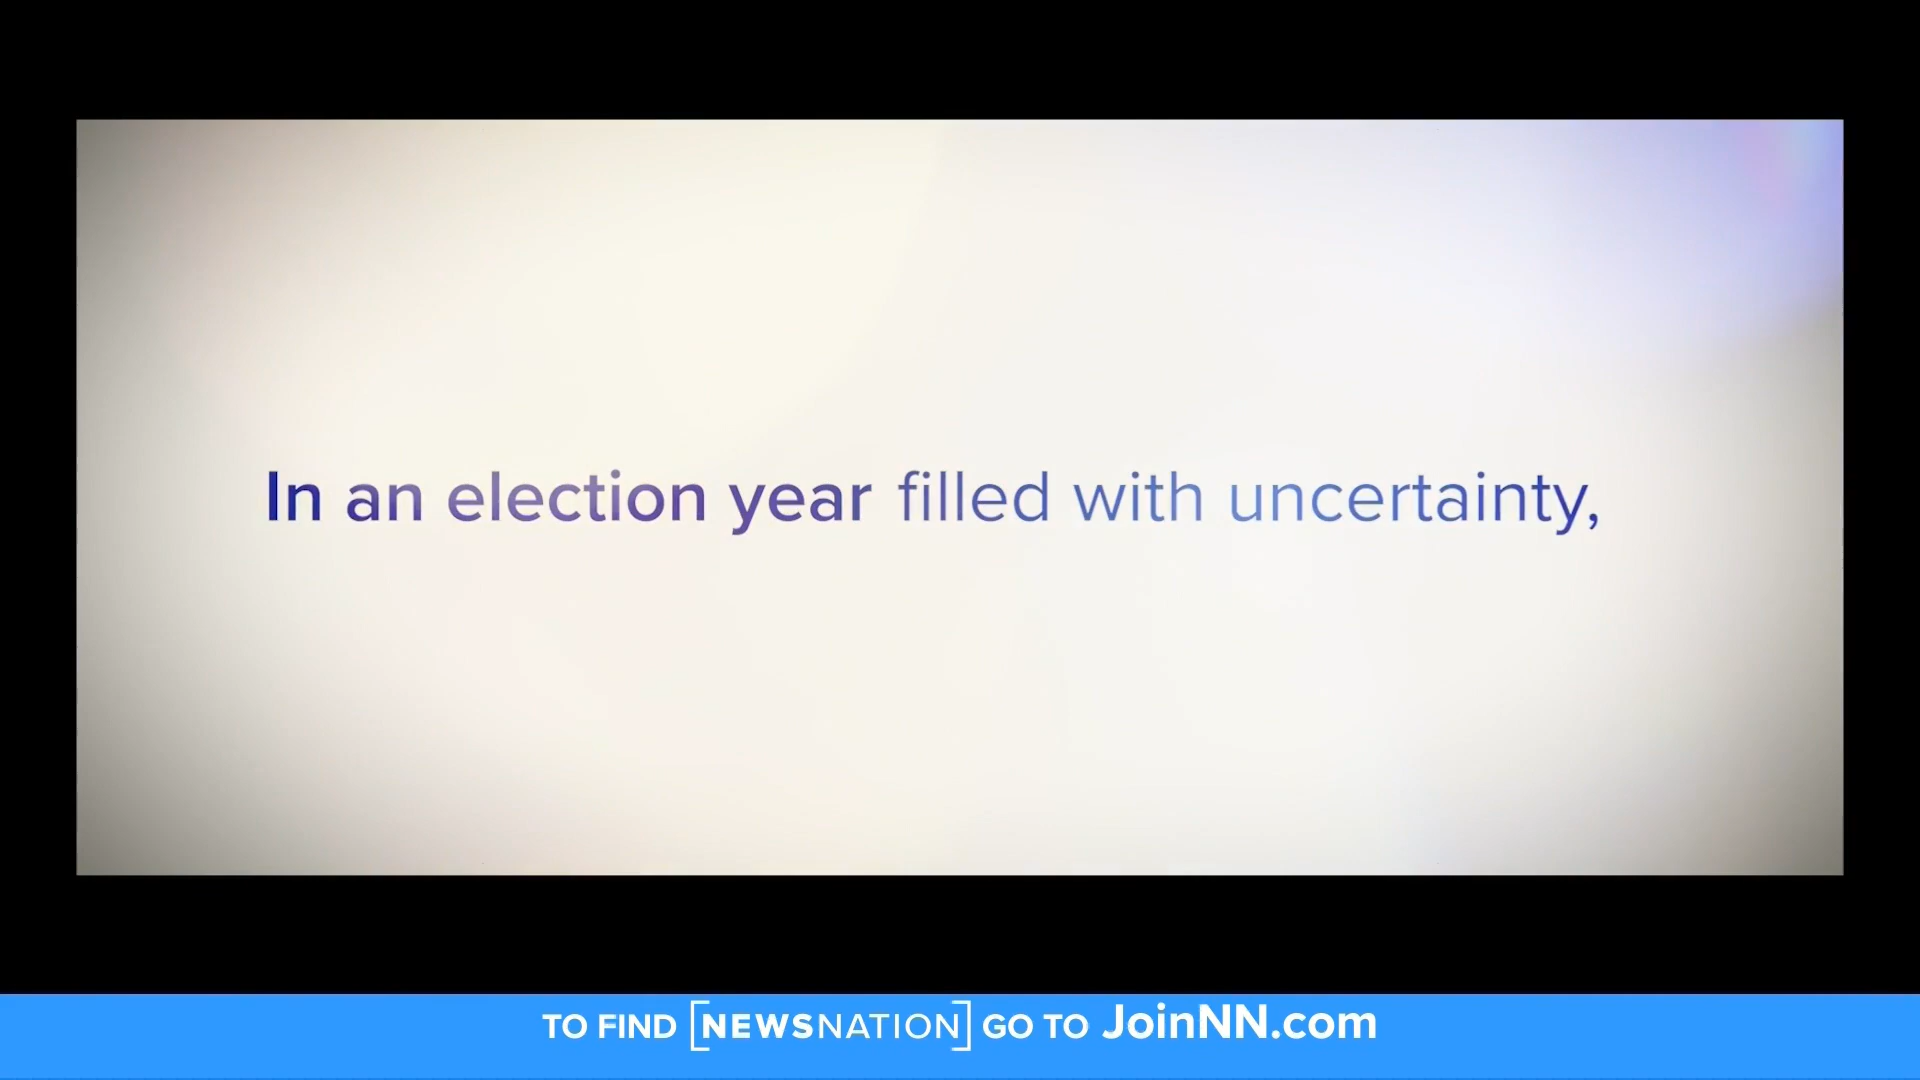 In an election year filled with uncertainty,
TO FIND [NEWSNATION] GO TO JoinNN.com